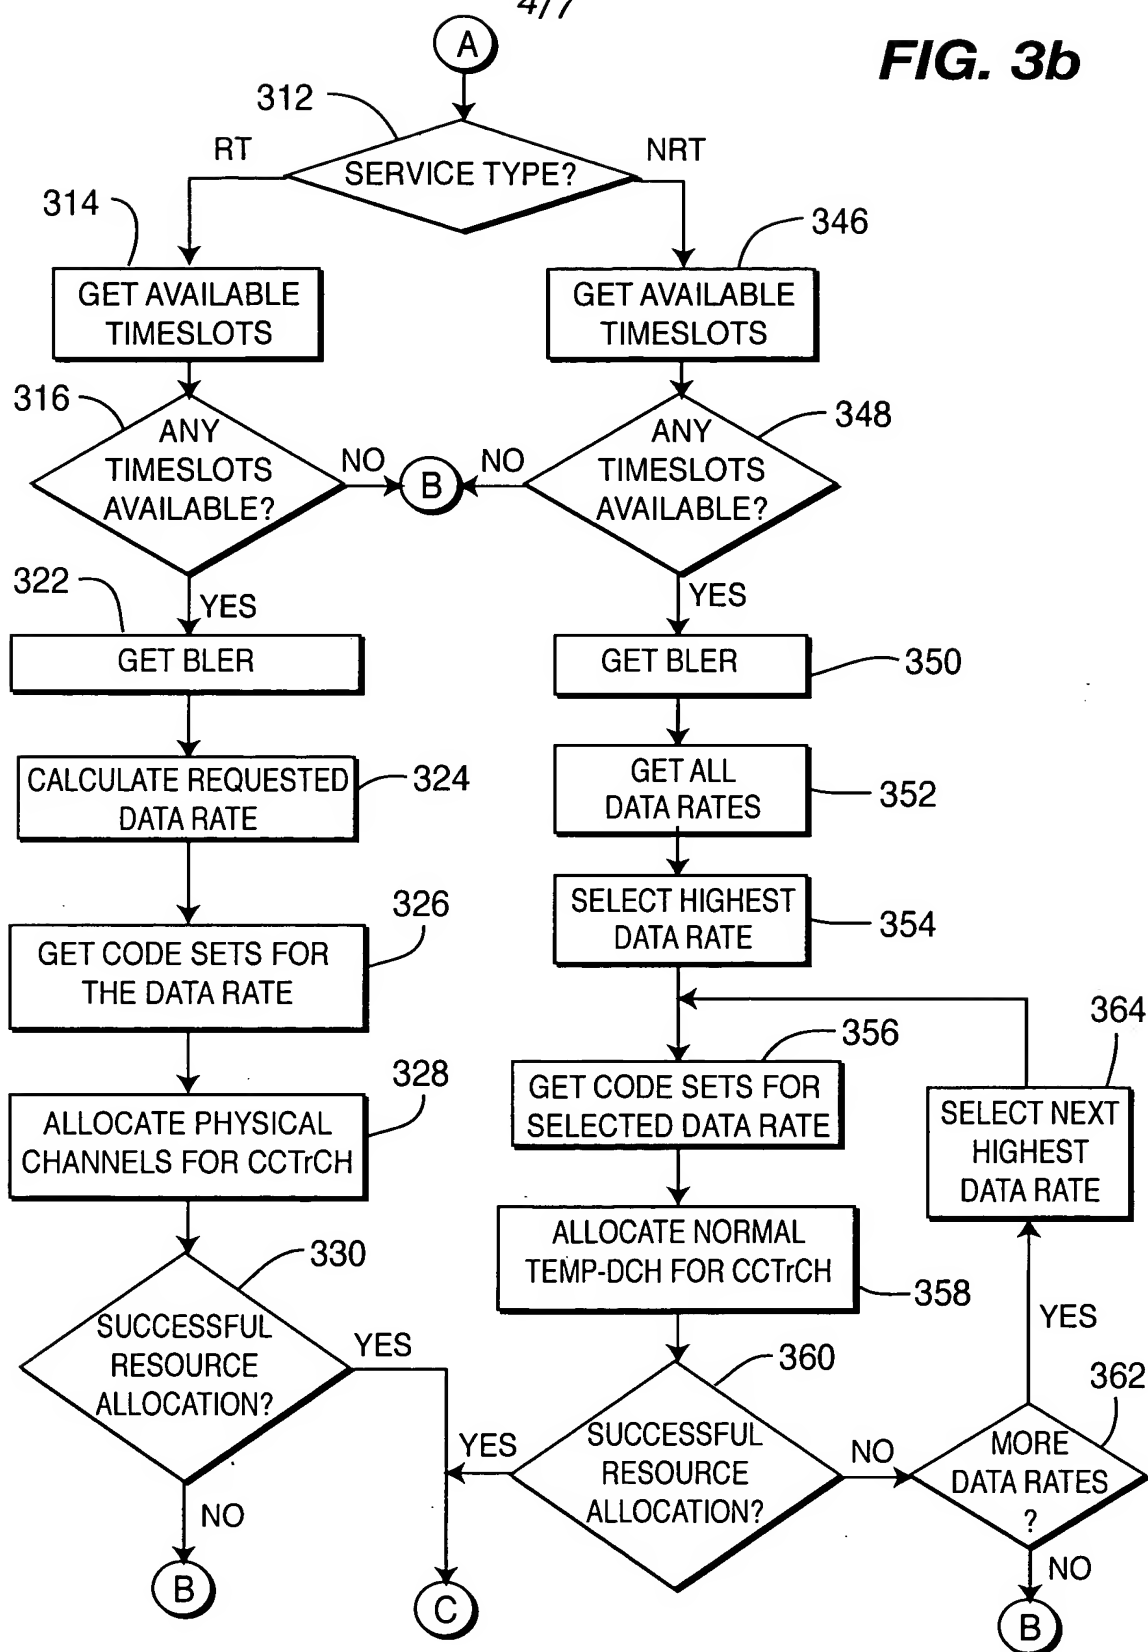 4/7
FIG. 3b
A
312
RT
SERVICE TYPE?
NRT
314
346
GET AVAILABLE
TIMESLOTS
GET AVAILABLE
TIMESLOTS
316
348
ANY
TIMESLOTS
AVAILABLE?
NO
B
NO
ANY
TIMESLOTS
AVAILABLE?
322
YES
YES
GET BLER
GET BLER
350
CALCULATE REQUESTED
DATA RATE
324
GET ALL
DATA RATES
352
326
SELECT HIGHEST
DATA RATE
354
GET CODE SETS FOR
THE DATA RATE
364
356
328
GET CODE SETS FOR
SELECTED DATA RATE
SELECT NEXT
HIGHEST
DATA RATE
ALLOCATE PHYSICAL
CHANNELS FOR CCTrCH
330
ALLOCATE NORMAL
TEMP-DCH FOR CCTrCH
358
YES
SUCCESSFUL
RESOURCE
ALLOCATION?
YES
360
362
YES
SUCCESSFUL
RESOURCE
ALLOCATION?
NO
MORE
DATA RATES
?
NO
NO
B
C
B